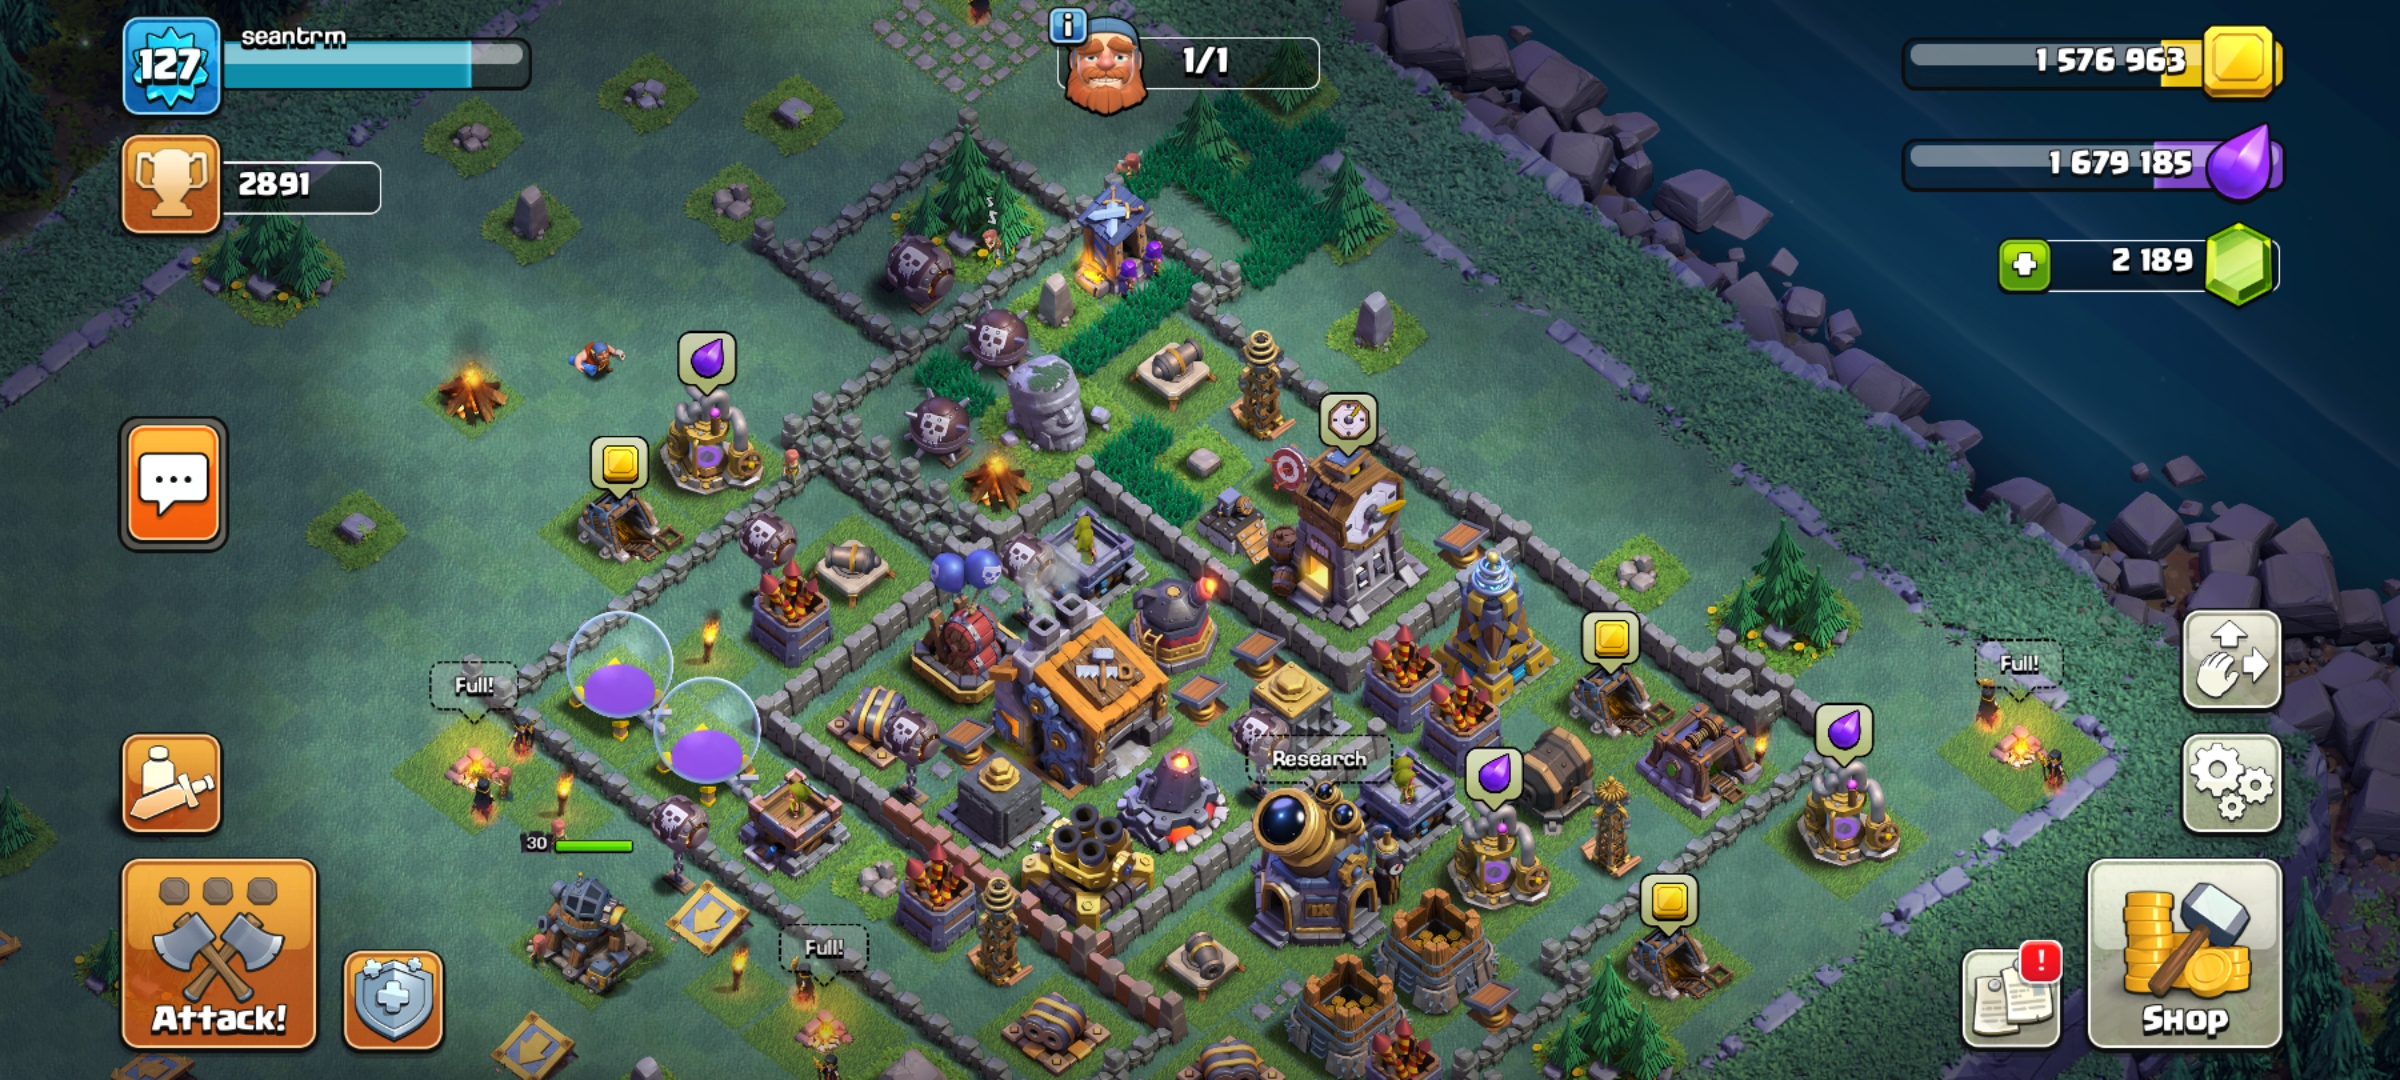 127
seantrm
i
1/1
1 576 963
2891
1 679 185
2 189
Full!
Full!
Research
30
Full!
IX
Attack!
!
SHOP